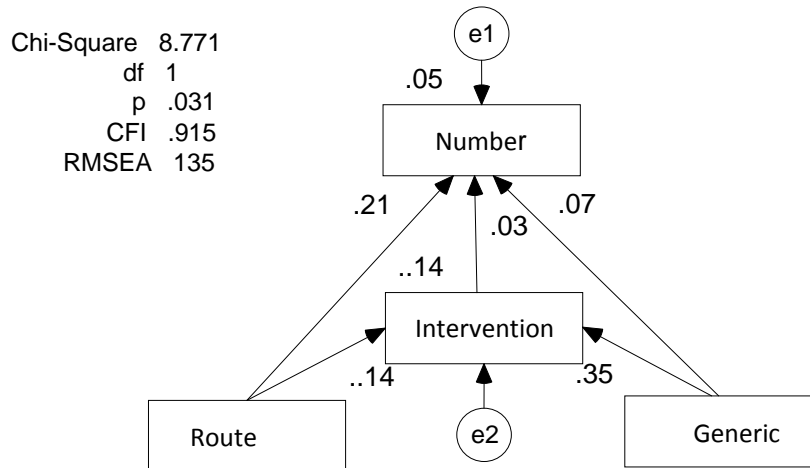 Chi-Square 8.771
df 1
p .031
CFI .915
RMSEA 135
e1
.05
Number
.21
.03
.07
..14
Intervention
..14
.35
Route
e2
Generic